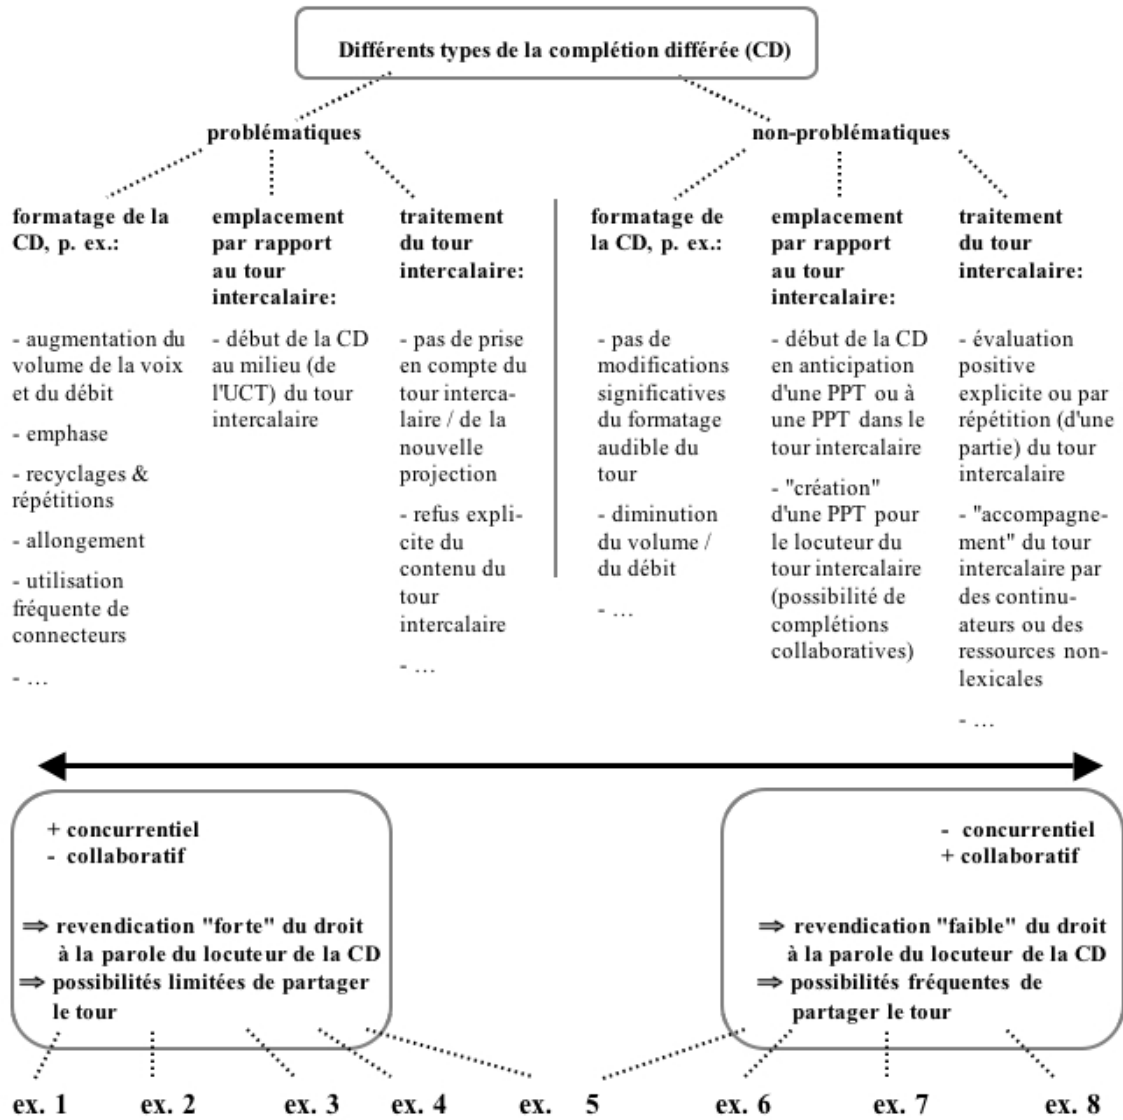 Différents types de la complétion différée (CD)
problématiques
non-problématiques
formatage de la
CD, p. ex.:
- augmentation du
volume de la voix
et du débit
- emphase
- recyclages &
répétitions
- allongement
- utilisation
fréquente de
connecteurs
- …
emplacement
par rapport
au tour
intercalaire:
- début de la CD
au milieu (de
l'UCT) du tour
intercalaire
traitement
du tour
intercalaire:
- pas de prise
en compte du
tour interca-
laire / de la
nouvelle
projection
- refus expli-
cite du
contenu du
tour
intercalaire
- …
formatage de
la CD, p. ex.:
- pas de
modifications
significatives
du formatage
audible du
tour
- diminution
du volume /
du débit
- …
emplacement
par rapport
au tour
intercalaire:
- début de la CD
en anticipation
d'une PPT ou à
une PPT dans le
tour intercalaire
- "création"
d'une PPT pour
le locuteur du
tour intercalaire
(possibilité de
complétions
collaboratives)
traitement
du tour
intercalaire:
- évaluation
positive
explicite ou par
répétition (d'une
partie) du tour
intercalaire
- "accompagne-
ment" du tour
intercalaire par
des continu-
ateurs ou des
ressources non-
lexicales
- …
+ concurrentiel
- collaboratif
⇒ revendication "forte" du droit
à la parole du locuteur de la CD
⇒ possibilités limitées de partager
le tour
- concurrentiel
+ collaboratif
⇒ revendication "faible" du droit
à la parole du locuteur de la CD
⇒ possibilités fréquentes de
partager le tour
ex. 1 ex. 2 ex. 3 ex. 4 ex. 5 ex. 6 ex. 7 ex. 8